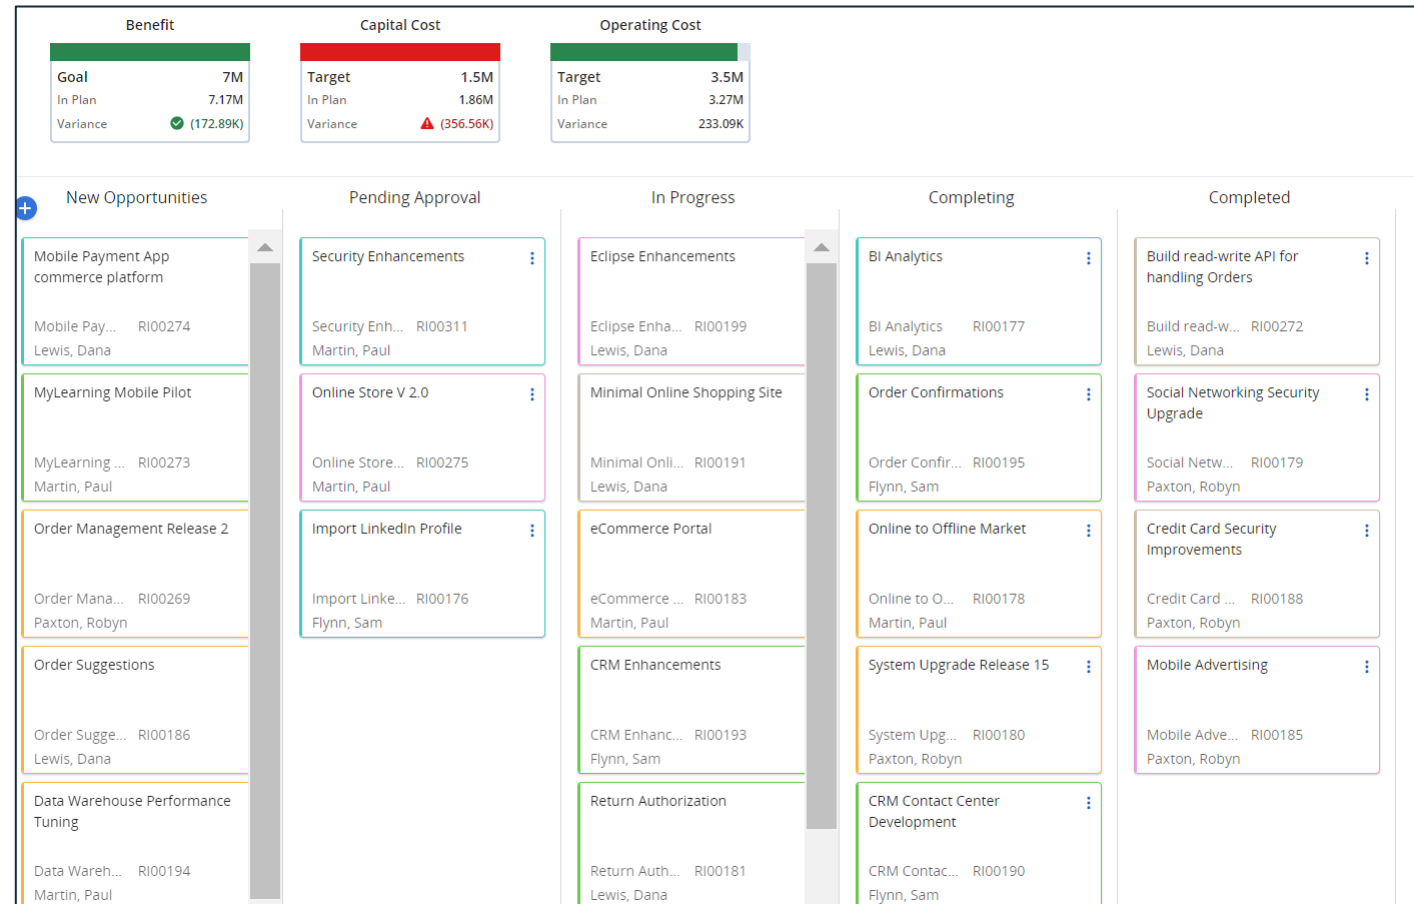 Benefit
Goal 7M
In Plan 7.17M
Variance (172.89K)
Capital Cost
Target 1.5M
In Plan 1.86M
Variance (356.56K)
Operating Cost
Target 3.5M
In Plan 3.27M
Variance 233.09K
New Opportunities
Mobile Payment App
commerce platform
Mobile Pay... RI00274
Lewis, Dana
MyLearning Mobile Pilot
MyLearning ... RI00273
Martin, Paul
Order Management Release 2
Order Mana... RI00269
Paxton, Robyn
Order Suggestions
Order Sugge... RI00186
Lewis, Dana
Data Warehouse Performance
Tuning
Data Wareh... RI00194
Martin, Paul
Pending Approval
Security Enhancements
Security Enh... RI00311
Martin, Paul
Online Store V 2.0
Online Store... RI00275
Martin, Paul
Import LinkedIn Profile
Import Linke... RI00176
Flynn, Sam
In Progress
Eclipse Enhancements
Eclipse Enha... RI00199
Lewis, Dana
Minimal Online Shopping Site
Minimal Onli... RI00191
Lewis, Dana
eCommerce Portal
eCommerce ... RI00183
Martin, Paul
CRM Enhancements
CRM Enhanc... RI00193
Flynn, Sam
Return Authorization
Return Auth... RI00181
Lewis, Dana
Completing
BI Analytics
BI Analytics RI00177
Lewis, Dana
Order Confirmations
Order Confir... RI00195
Flynn, Sam
Online to Offline Market
Online to O... RI00178
Martin, Paul
System Upgrade Release 15
System Upg... RI00180
Paxton, Robyn
CRM Contact Center
Development
CRM Contac... RI00190
Flynn, Sam
Completed
Build read-write API for
handling Orders
Build read-w... RI00272
Lewis, Dana
Social Networking Security
Upgrade
Social Netw... RI00179
Paxton, Robyn
Credit Card Security
Improvements
Credit Card ... RI00188
Paxton, Robyn
Mobile Advertising
Mobile Adve... RI00185
Paxton, Robyn